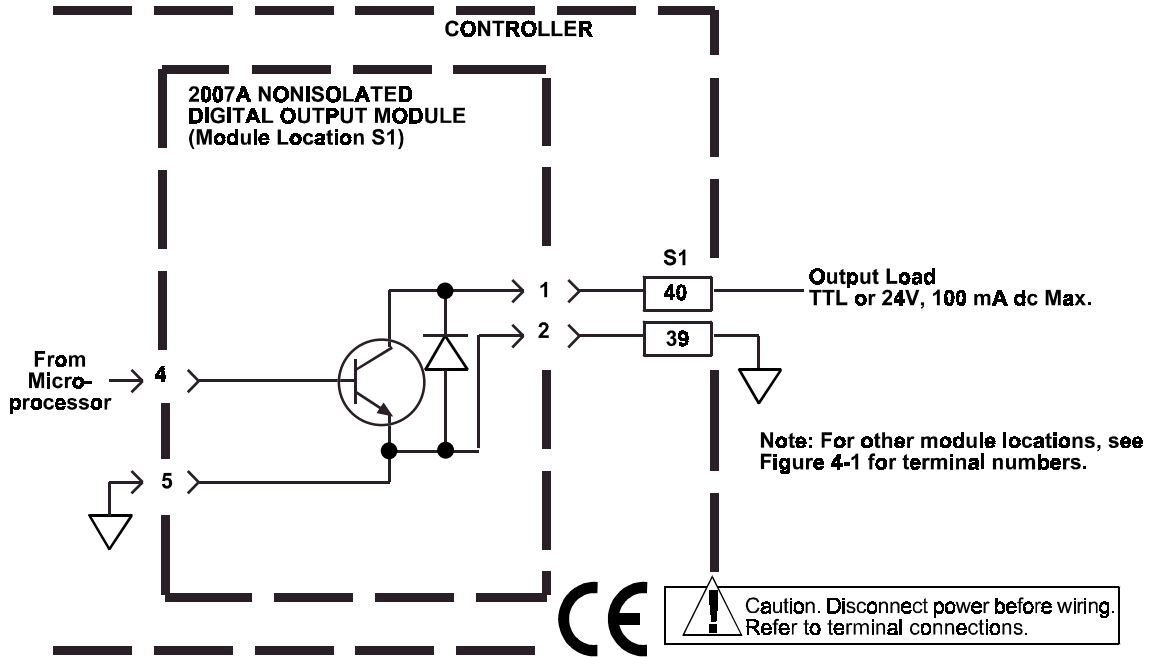 CONTROLLER
2007A NONISOLATED
DIGITAL OUTPUT MODULE
(Module Location S1)
S1
1
40
Output Load
TTL or 24V, 100 mA dc Max.
2
39
From
Micro-
processor
4
Note: For other module locations, see
Figure 4-1 for terminal numbers.
5
CE
!
Caution. Disconnect power before wiring.
Refer to terminal connections.